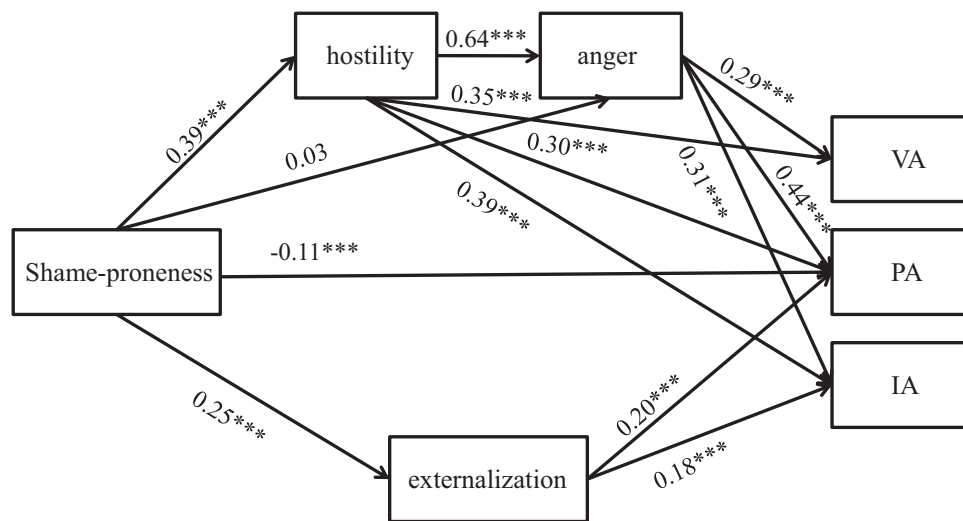 hostility
0.64***
anger
0.29***
0.35***
0.39***
0.03
0.30***
0.31***
0.44***
VA
0.39***
Shame-proneness
-0.11***
PA
0.25***
0.20***
IA
externalization
0.18***